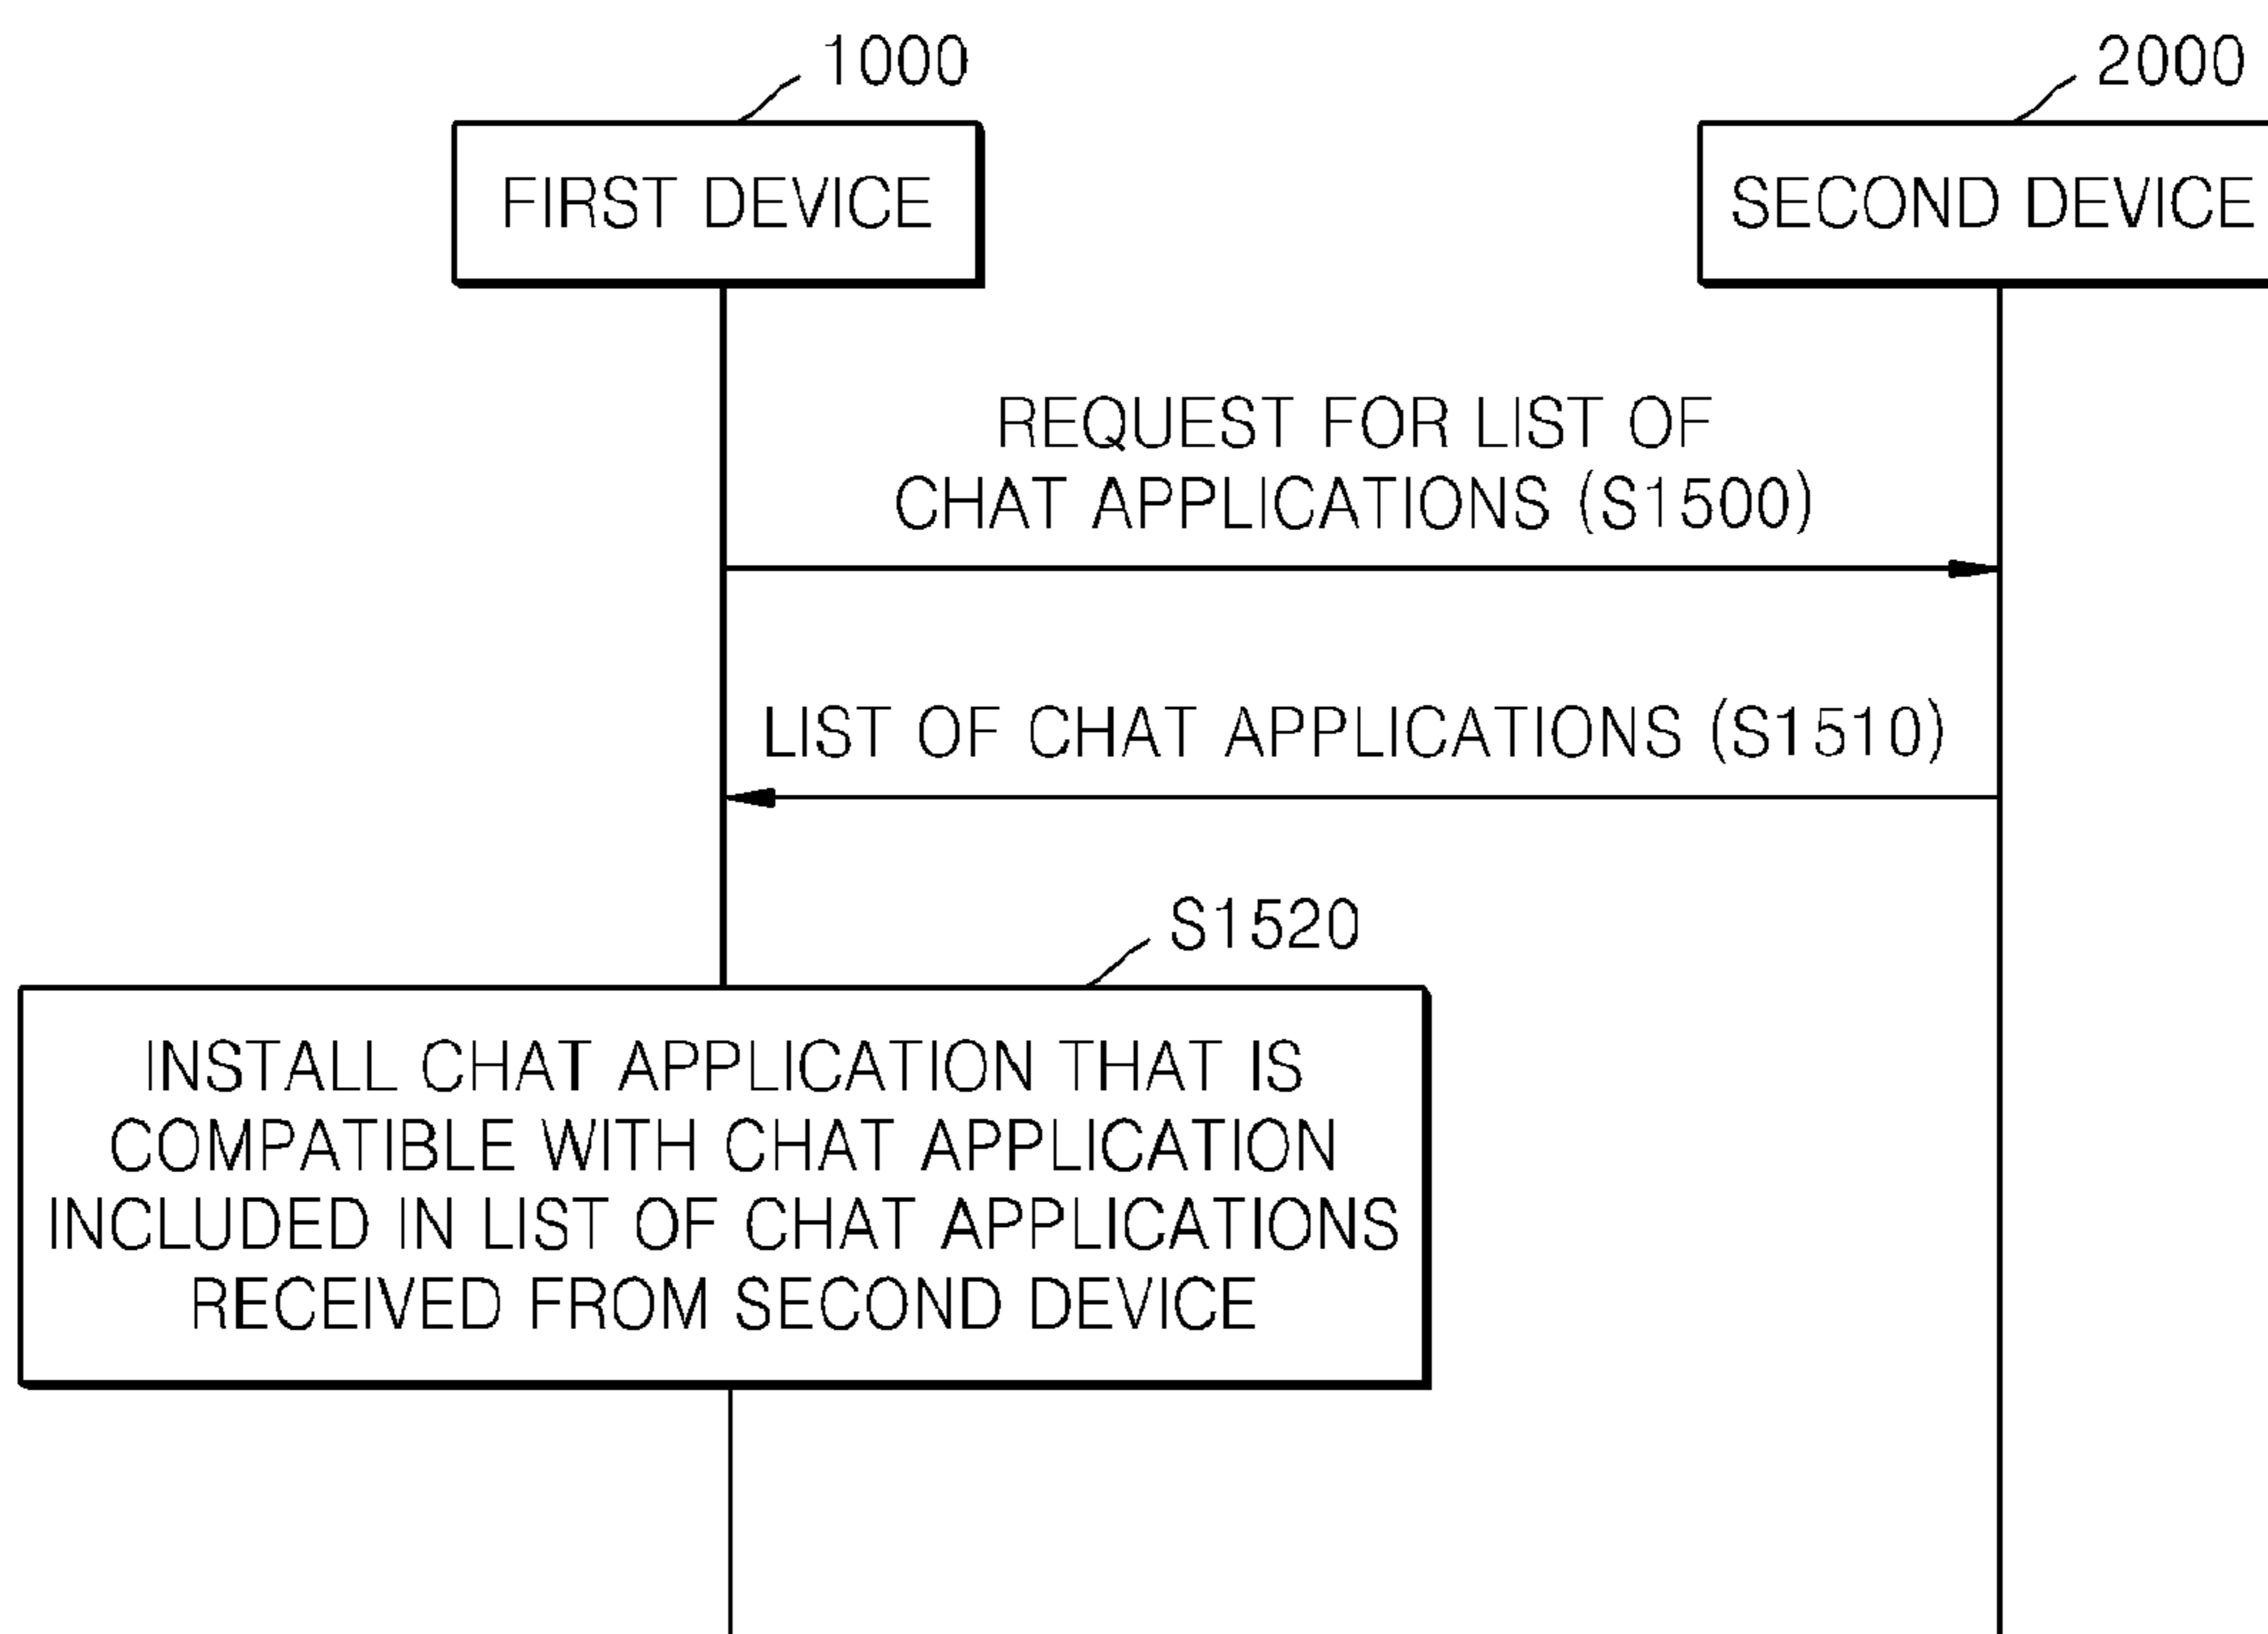 1000
2000
FIRST DEVICE
SECOND DEVICE
REQUEST FOR LIST OF
CHAT APPLICATIONS (S1500)
LIST OF CHAT APPLICATIONS (S1510)
S1520
INSTALL CHAT APPLICATION THAT IS
COMPATIBLE WITH CHAT APPLICATION
INCLUDED IN LIST OF CHAT APPLICATIONS
RECEIVED FROM SECOND DEVICE